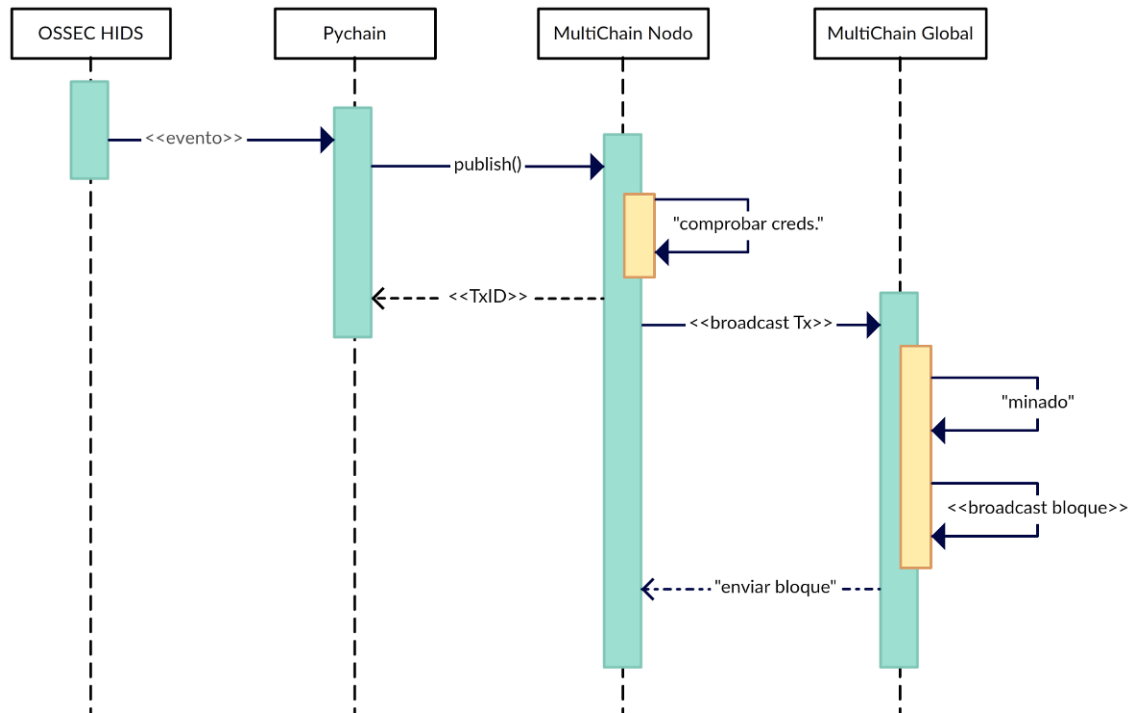 OSSEC HIDS
Pychain
MultiChain Nodo
MultiChain Global
<<evento>>
publish()
"comprobar creds."
<<TxID>>
<<broadcast Tx>>
"minado"
<<broadcast bloque>>
"enviar bloque"